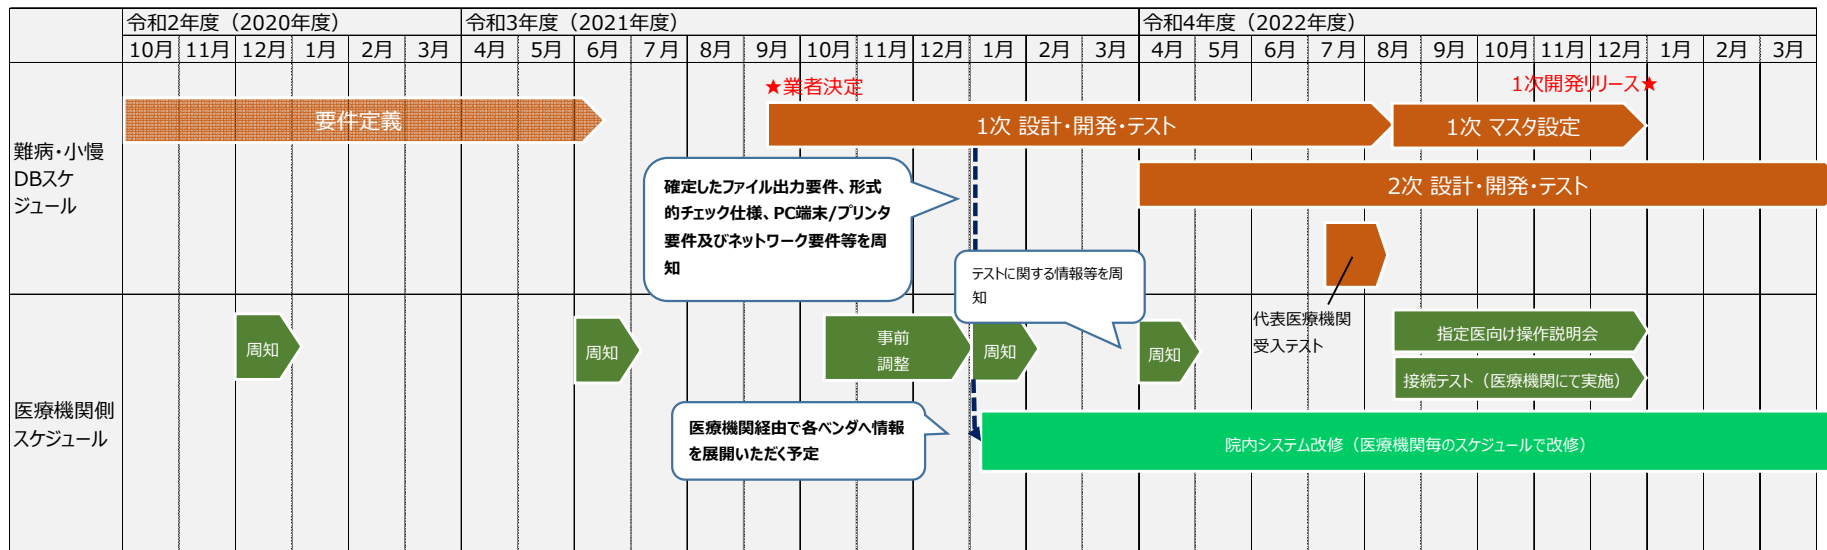 令和2年度（2020年度）
令和3年度（2021年度）
令和4年度（2022年度）
10月 11月 12月 1月 2月 3月 4月 5月 6月 7月 8月 9月 10月 11月 12月 1月 2月 3月 4月 5月 6月 7月 8月 9月 10月 11月 12月 1月 2月 3月
難病・小慢
DBスケ
ジュール
★業者決定
1次開発リリース★
要件定義
1次 設計・開発・テスト
1次 マスタ設定
2次 設計・開発・テスト
確定したファイル出力要件、形式
的チェック仕様、PC端末/プリンタ
要件及びネットワーク要件等を周
知
テストに関する情報等を周
知
代表医療機関
受入テスト
医療機関側
スケジュール
周知
周知
事前
調整
周知
周知
指定医向け操作説明会
接続テスト（医療機関にて実施）
医療機関経由で各ベンダへ情報
を展開いただく予定
院内システム改修（医療機関毎のスケジュールで改修）